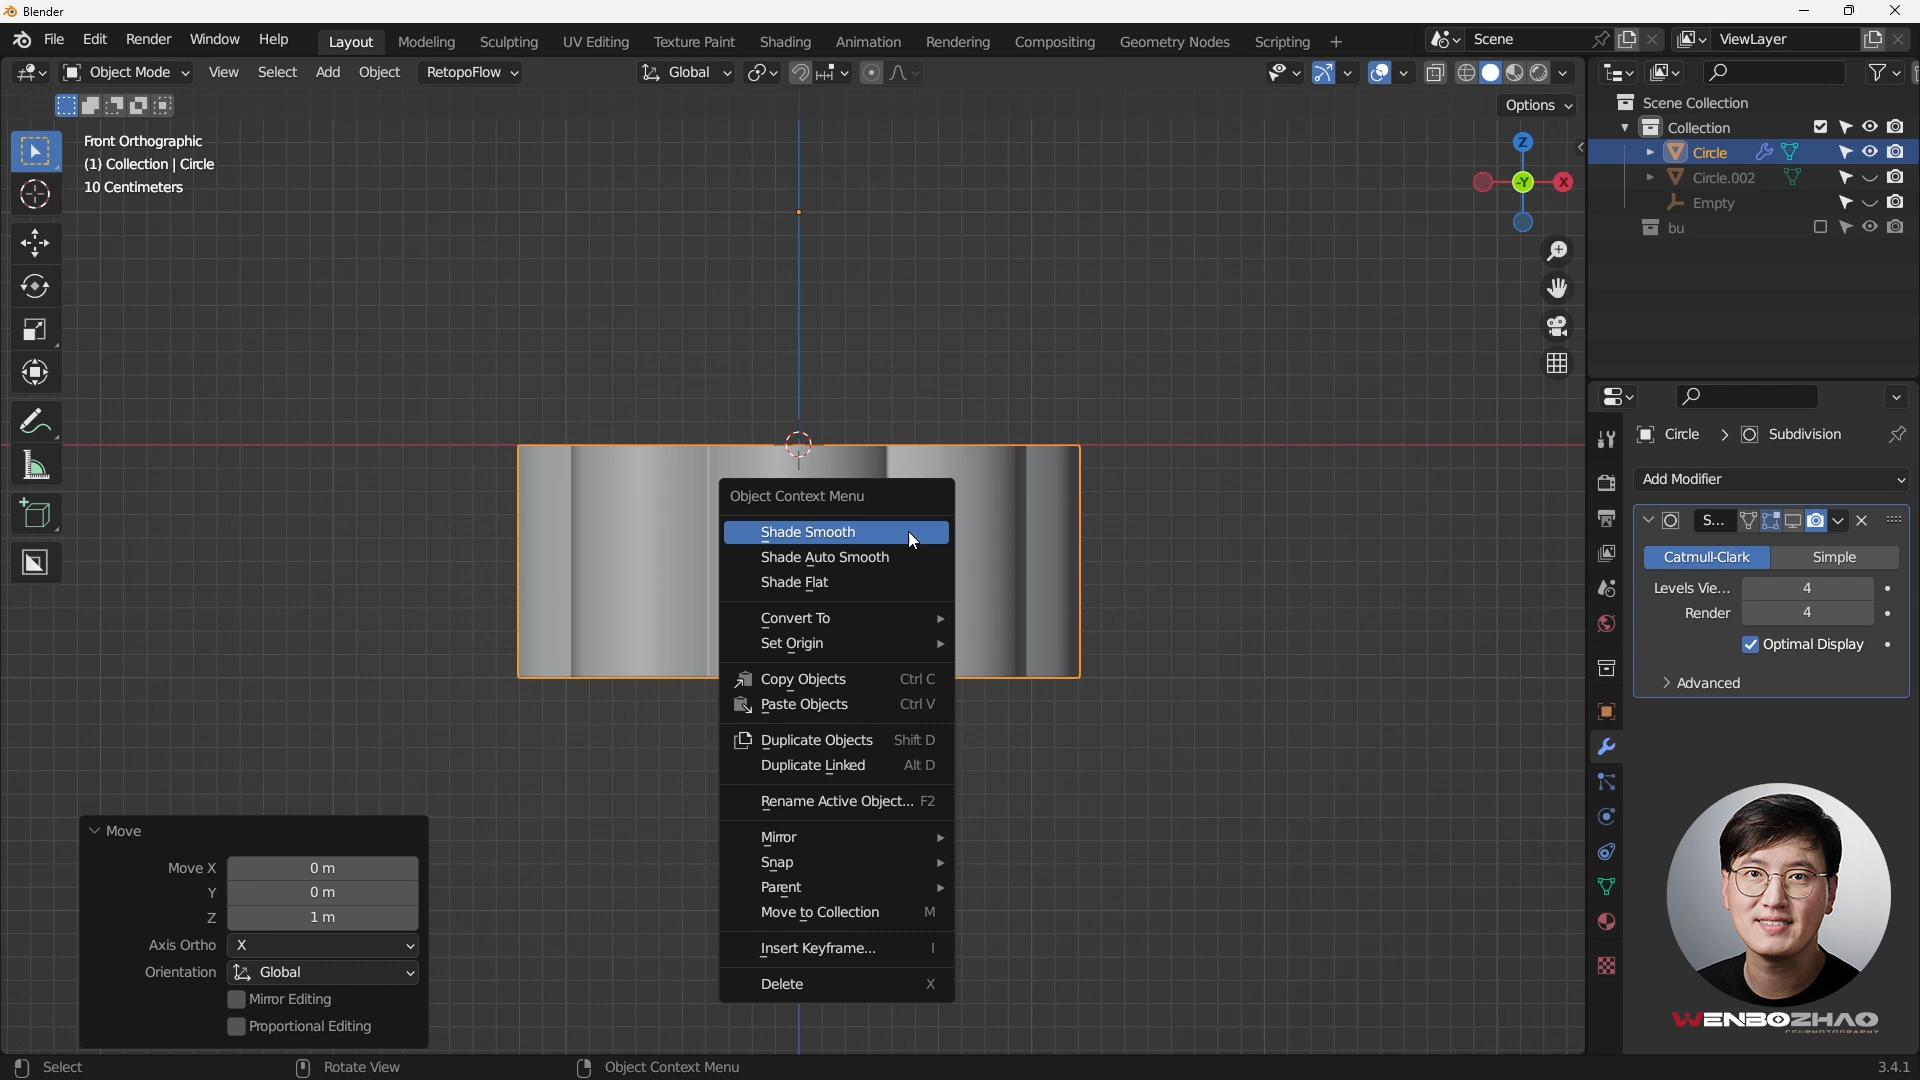 Blender
File Edit Render Window Help Layout Modeling Sculpting UV Editing Texture Paint Shading Animation Rendering Compositing Geometry Nodes Scripting + Scene ViewLayer
Object Mode View Select Add Object RetopoFlow Global
Options
Front Orthographic
(1) Collection | Circle
10 Centimeters
Z
-Y
X
Scene Collection
Collection
Circle
Circle.002
Empty
bu
Circle > Subdivision
Add Modifier
S...
Catmull-Clark Simple
Levels Vie... 4
Render 4
Optimal Display
Advanced
Object Context Menu
Shade Smooth
Shade Auto Smooth
Shade Flat
Convert To
Set Origin
Copy Objects Ctrl C
Paste Objects Ctrl V
Duplicate Objects Shift D
Duplicate Linked Alt D
Rename Active Object... F2
Mirror
Snap
Parent
Move to Collection M
Insert Keyframe... I
Delete X
Move
Move X 0 m
Y 0 m
Z 1 m
Axis Ortho X
Orientation Global
Mirror Editing
Proportional Editing
WENBOZHAO
Select Rotate View Object Context Menu 3.4.1